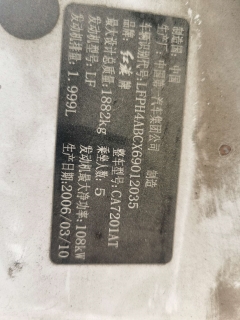 制造国：中国
生产厂：中国第一汽车集团公司 制造
车辆识别代号：LFPH4ABCX69012035
品牌：红旗牌 整车型号：CA7201AT
最大设计总质量：1882kg 乘坐人数：5
发动机型号：LF 发动机最大净功率：108kW
发动机排量：1.999L 生产日期：2006/03/10